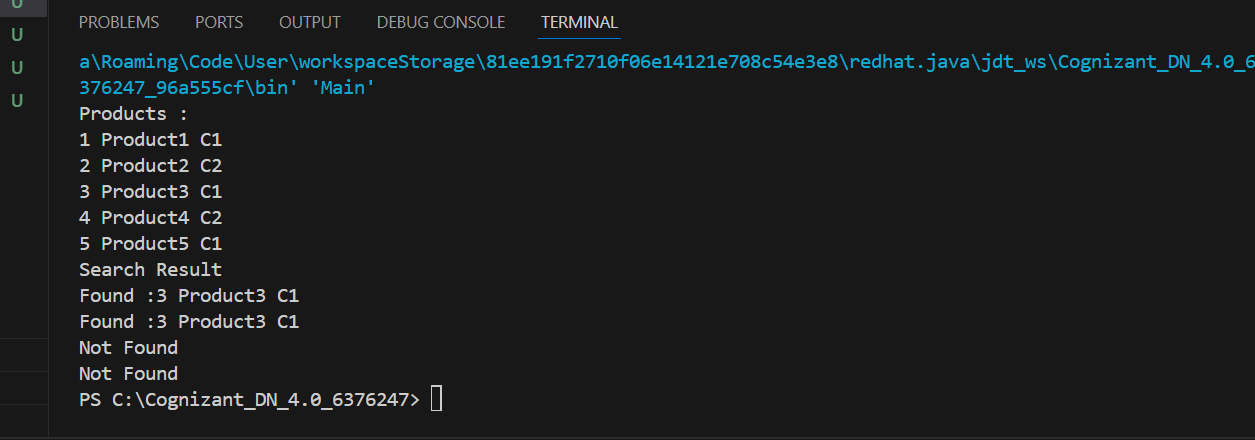 U
PROBLEMS PORTS OUTPUT DEBUG CONSOLE TERMINAL
U
a\Roaming\Code\User\workspaceStorage\81ee191f2710f06e14121e708c54e3e8\redhat.java\jdt_ws\Cognizant_DN_4.0_6
U
376247_96a555cf\bin' 'Main'
U
Products :
1 Product1 C1
2 Product2 C2
3 Product3 C1
4 Product4 C2
5 Product5 C1
Search Result
Found :3 Product3 C1
Found :3 Product3 C1
Not Found
Not Found
PS C:\Cognizant_DN_4.0_6376247>